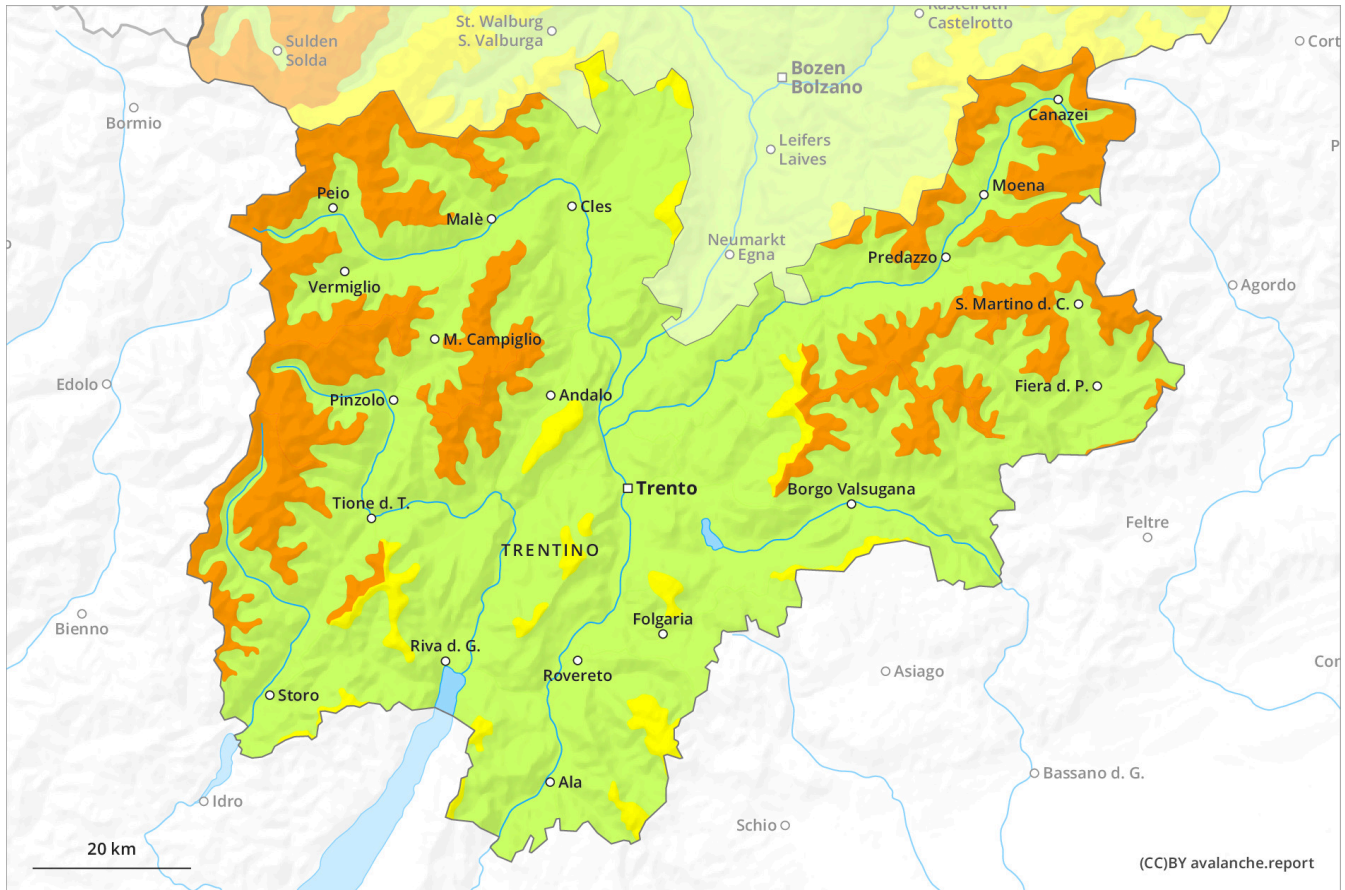 Kastelruth
Castelrotto
St. Walburg
S. Valburga
Sulden
Solda
Cort
Bozen
Bolzano
Bormio
Canazei
Leifers
Laives
Peio
Moena
Malè
Cles
Neumarkt
Egna
Predazzo
Vermiglio
Agordo
S. Martino d. C.
M. Campiglio
Edolo
Andalo
Fiera d. P.
Pinzolo
Trento
Borgo Valsugana
Tione d. T.
Feltre
TRENTINO
Bienno
Folgaria
Riva d. G.
Rovereto
Asiago
Cor
Storo
Bassano d. G.
Ala
Idro
Schio
20 km
(CC)BY avalanche.report